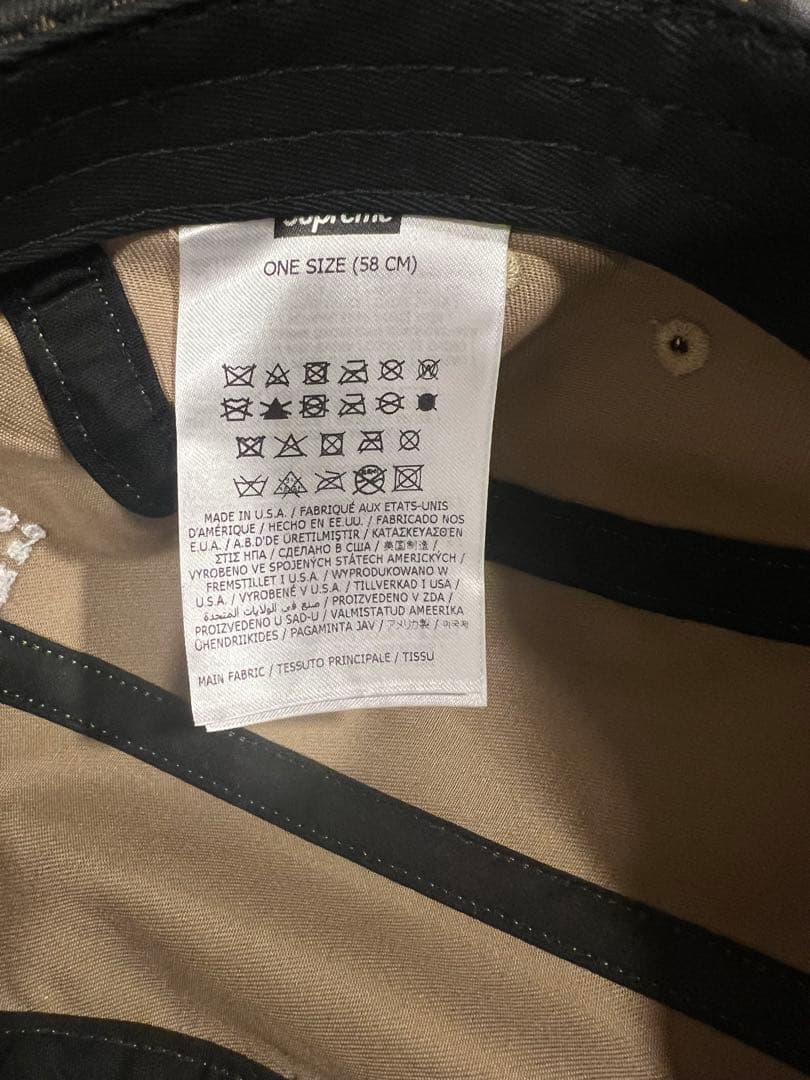 Supreme
ONE SIZE (58 CM)
MADE IN U.S.A. / FABRIQUÉ AUX ETATS-UNIS
D'AMÉRIQUE / HECHO EN EE.UU. / FABRICADO NOS
E.U.A. / A.B.D'DE ÜRETILMIŞTIR / ΚΑΤΑΣΚΕΥΑΣΘΕΝ
ΣΤΙΣ ΗΠΑ / СДЕЛАНО В США / 美国制造 /
VYROBENO VE SPOJENÝCH STÁTECH AMERICKÝCH /
FREMSTILLET I U.S.A. / WYPRODUKOWANO W
U.S.A. / VYROBENÉ V U.S.A. / TILLVERKAD I USA /
صنع في الولايات المتحدة / PROIZVEDENO V ZDA /
PROIZVEDENO U SAD-U / VALMISTATUD AMEERIKA
ÜHENDRIIKIDES / PAGAMINTA JAV / アメリカ製 / 미국제
MAIN FABRIC / TESSUTO PRINCIPALE / TISSU